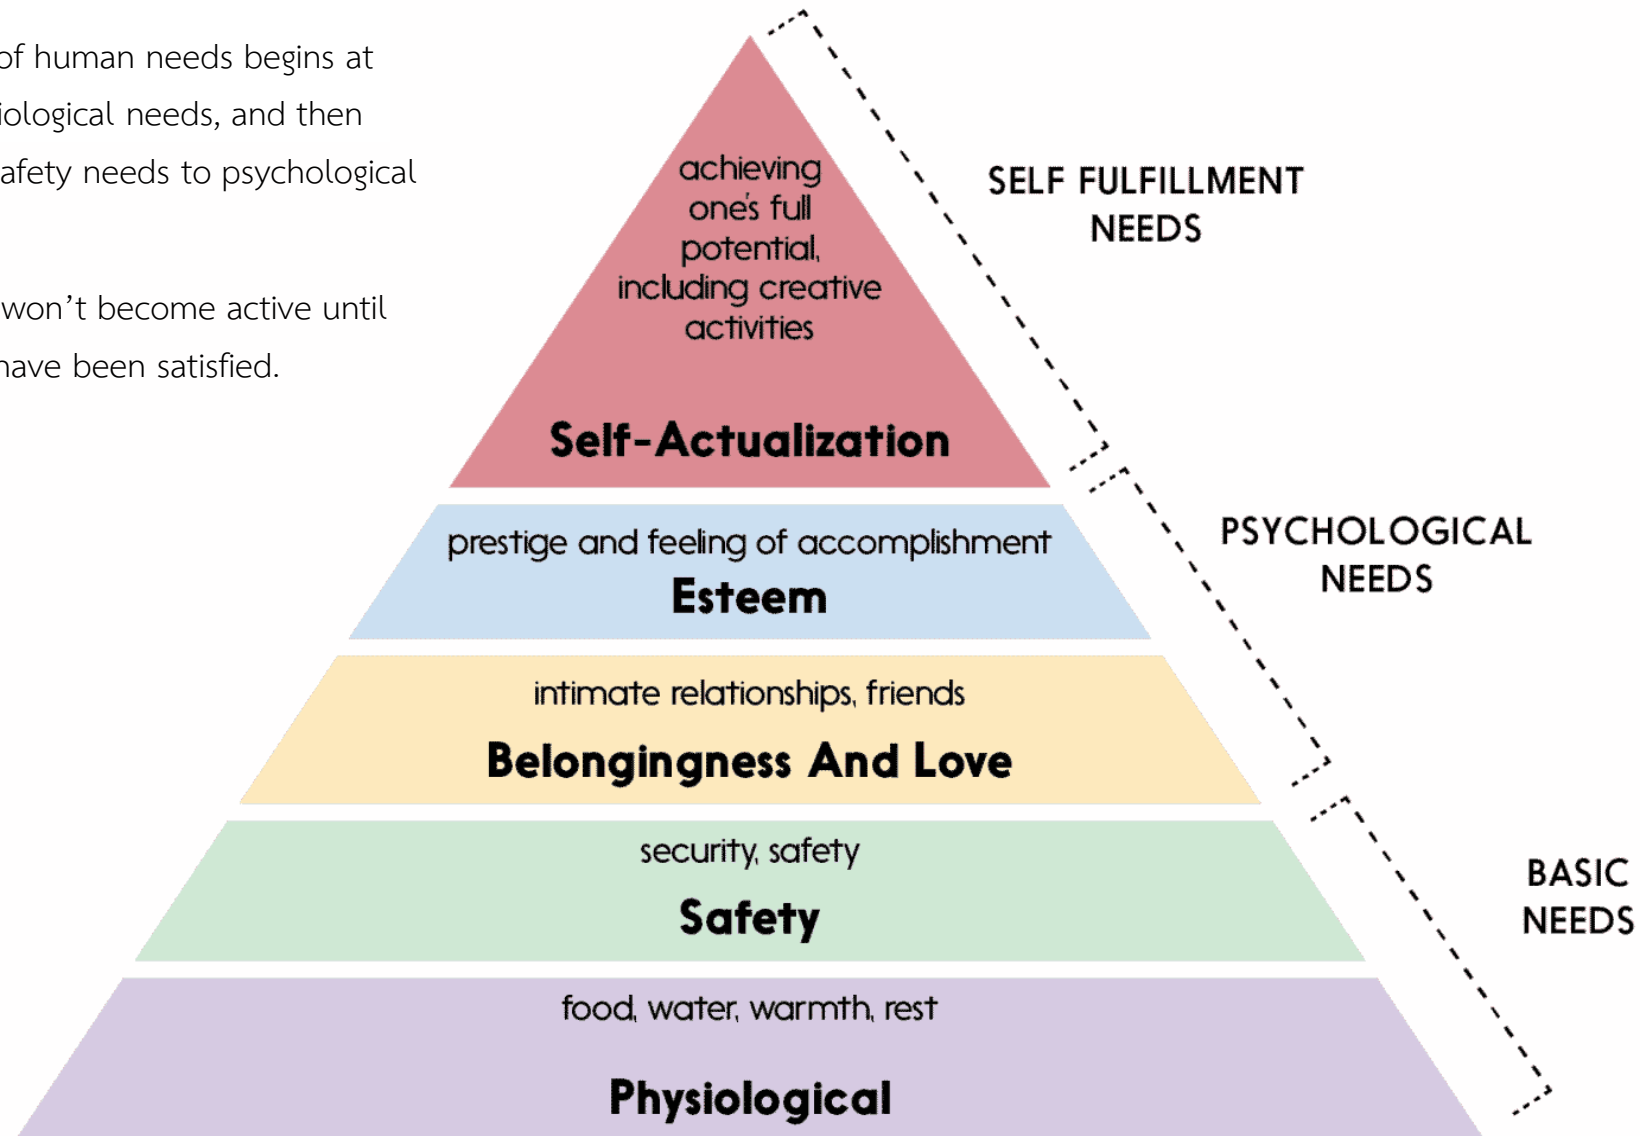 of human needs begins at
iological needs, and then
afety needs to psychological
won't become active until
have been satisfied.
achieving
one's full
potential,
including creative
activities
Self-Actualization
SELF FULFILLMENT
NEEDS
prestige and feeling of accomplishment
Esteem
PSYCHOLOGICAL
NEEDS
intimate relationships, friends
Belongingness And Love
security, safety
Safety
BASIC
NEEDS
food, water, warmth, rest
Physiological